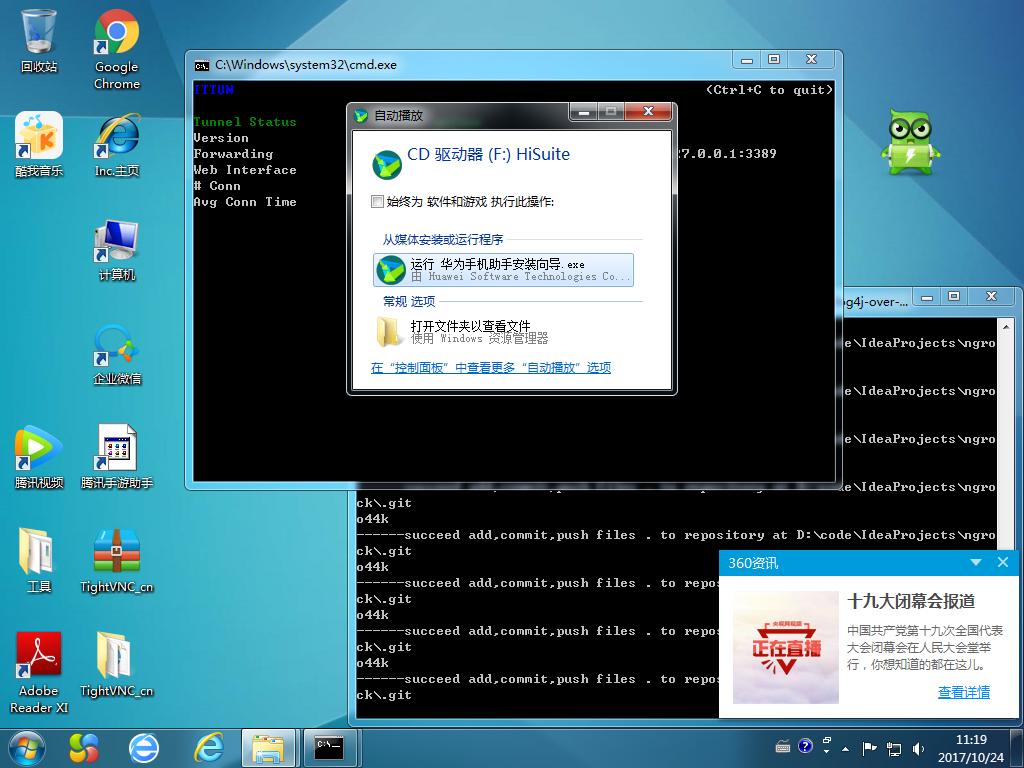 回收站
Google
Chrome
酷我音乐
Inc.主页
计算机
企业微信
腾讯视频
腾讯手游助手
工具
TightVNC_cn
Adobe
Reader XI
TightVNC_cn
C:\Windows\system32\cmd.exe
ITTUN
(Ctrl+C to quit)
Tunnel Status
Version
Forwarding
27.0.0.1:3389
Web Interface
# Conn
Avg Conn Time
自动播放
CD 驱动器 (F:) HiSuite
始终为 软件和游戏 执行此操作:
从媒体安装或运行程序
运行 华为手机助手安装向导.exe
由 Huawei Software Technologies Co...
常规 选项
打开文件夹以查看文件
使用 Windows 资源管理器
在“控制面板”中查看更多“自动播放”选项
og4j-over-...
de\IdeaProjects\ngro
de\IdeaProjects\ngro
de\IdeaProjects\ngro
de\IdeaProjects\ngro
ck\.git
o44k
------succeed add,commit,push files . to repository at D:\code\IdeaProjects\ngro
ck\.git
o44k
------succeed add,commit,push files . to repos
ck\.git
o44k
------succeed add,commit,push files . to repos
ck\.git
o44k
------succeed add,commit,push files . to repos
ck\.git
360资讯
十九大闭幕会报道
中国共产党第十九次全国代表
大会闭幕会在人民大会堂举
行，你想知道的都在这儿。
查看详情
央视网视频
正在直播
11:19
2017/10/24